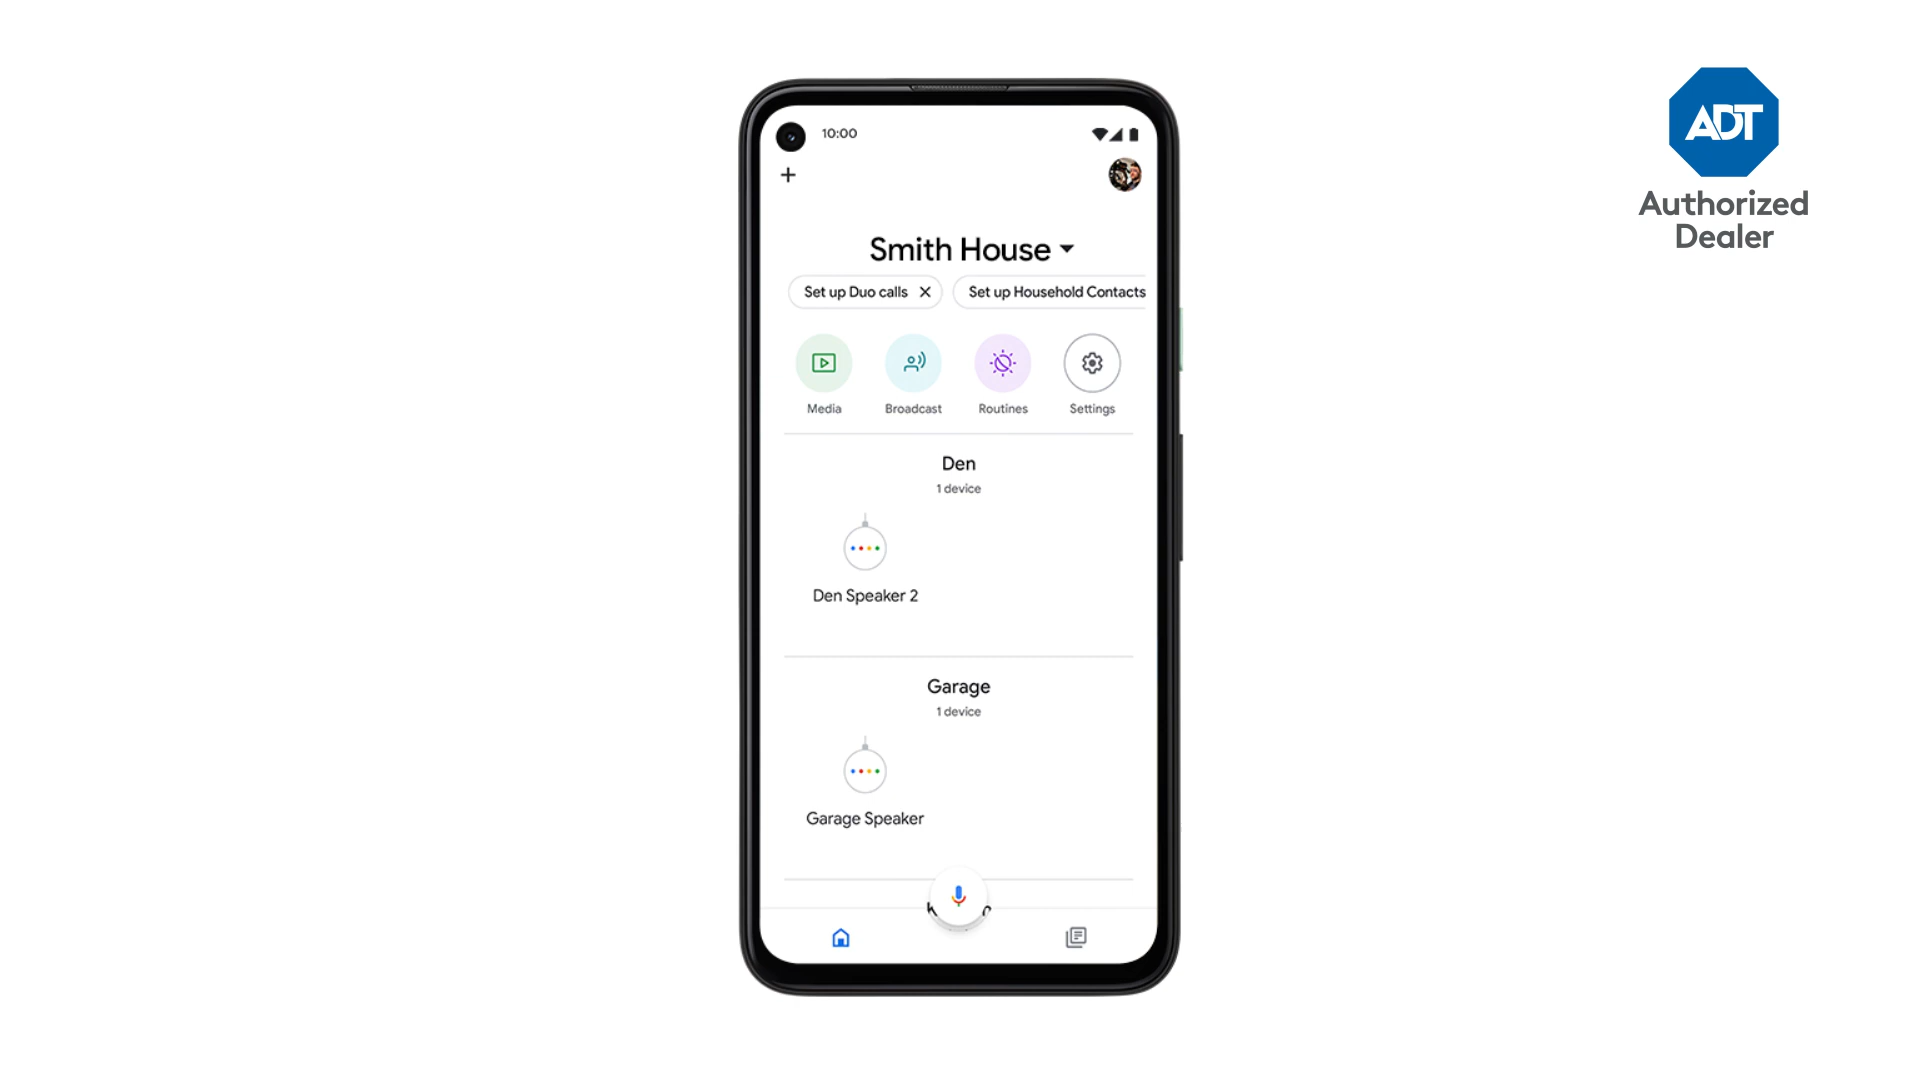 10:00
ADT
Authorized
Dealer
Smith House
Set up Duo calls
Set up Household Contacts
Media
Broadcast
Routines
Settings
Den
1 device
Den Speaker 2
Garage
1 device
Garage Speaker